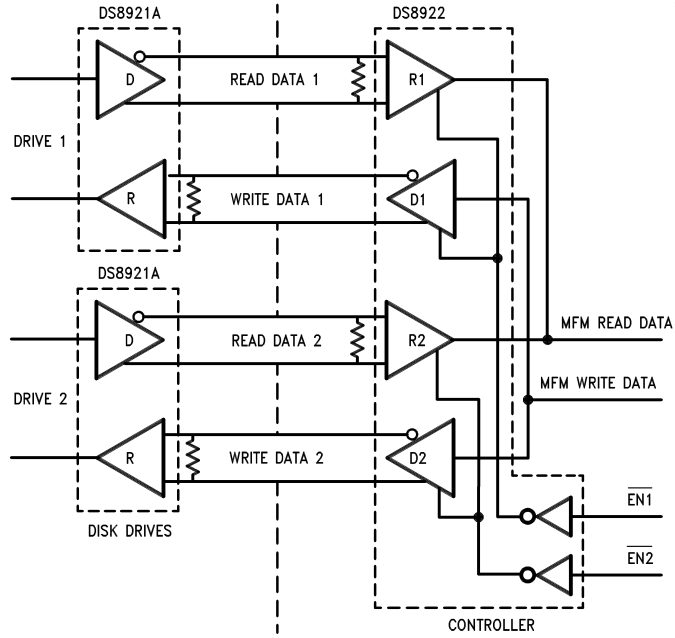 DS8921A
DS8922
D
READ DATA 1
R1
DRIVE 1
R
WRITE DATA 1
D1
DS8921A
D
READ DATA 2
R2
MFM READ DATA
MFM WRITE DATA
DRIVE 2
R
WRITE DATA 2
D2
EN1
DISK DRIVES
EN2
CONTROLLER